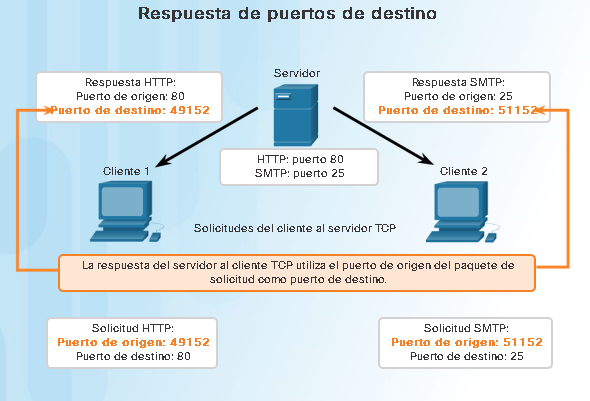 Respuesta de puertos de destino
Servidor
Respuesta HTTP:
Puerto de origen: 80
Puerto de destino: 49152
Respuesta SMTP:
Puerto de origen: 25
Puerto de destino: 51152
HTTP: puerto 80
SMTP: puerto 25
Cliente 1
Cliente 2
Solicitudes del cliente al servidor TCP
La respuesta del servidor al cliente TCP utiliza el puerto de origen del paquete de
solicitud como puerto de destino.
Solicitud HTTP:
Puerto de origen: 49152
Puerto de destino: 80
Solicitud SMTP:
Puerto de origen: 51152
Puerto de destino: 25